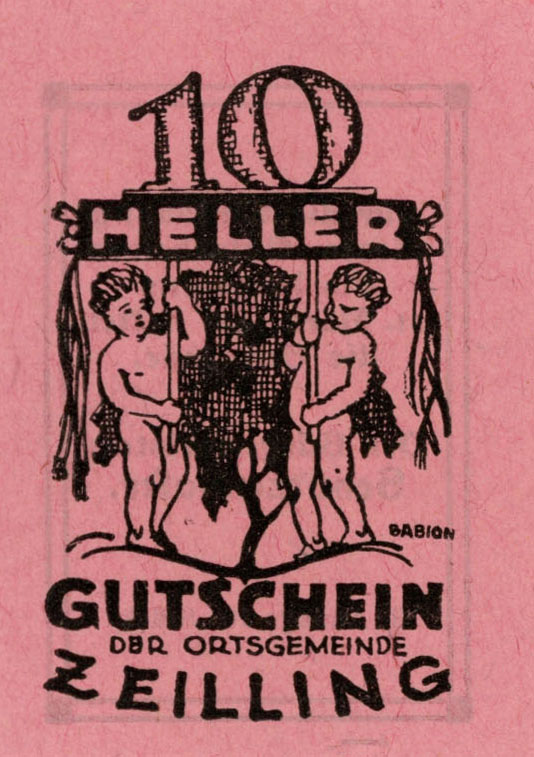 10
HELLER
BABION
GUTSCHEIN
DER ORTSGEMEINDE
ZEILLING